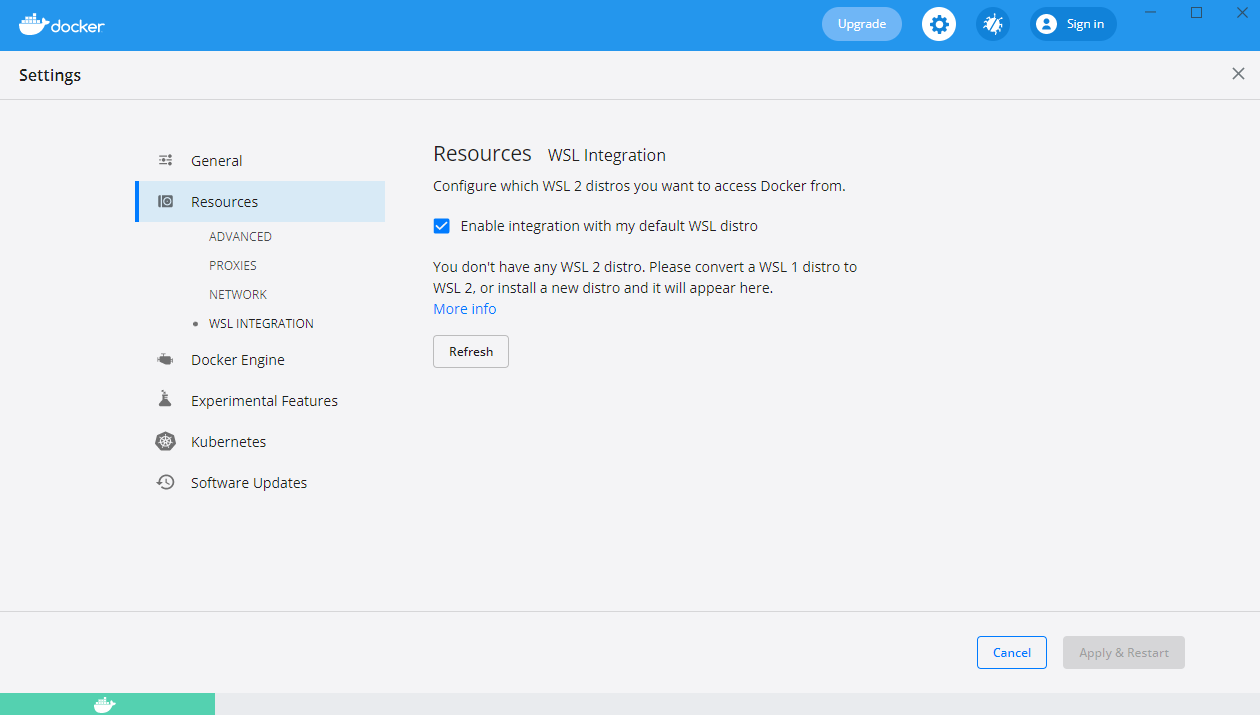 docker
Upgrade
Sign in
Settings
General
Resources
ADVANCED
PROXIES
NETWORK
WSL INTEGRATION
Docker Engine
Experimental Features
Kubernetes
Software Updates
Resources WSL Integration
Configure which WSL 2 distros you want to access Docker from.
Enable integration with my default WSL distro
You don't have any WSL 2 distro. Please convert a WSL 1 distro to
WSL 2, or install a new distro and it will appear here.
More info
Refresh
Cancel
Apply & Restart